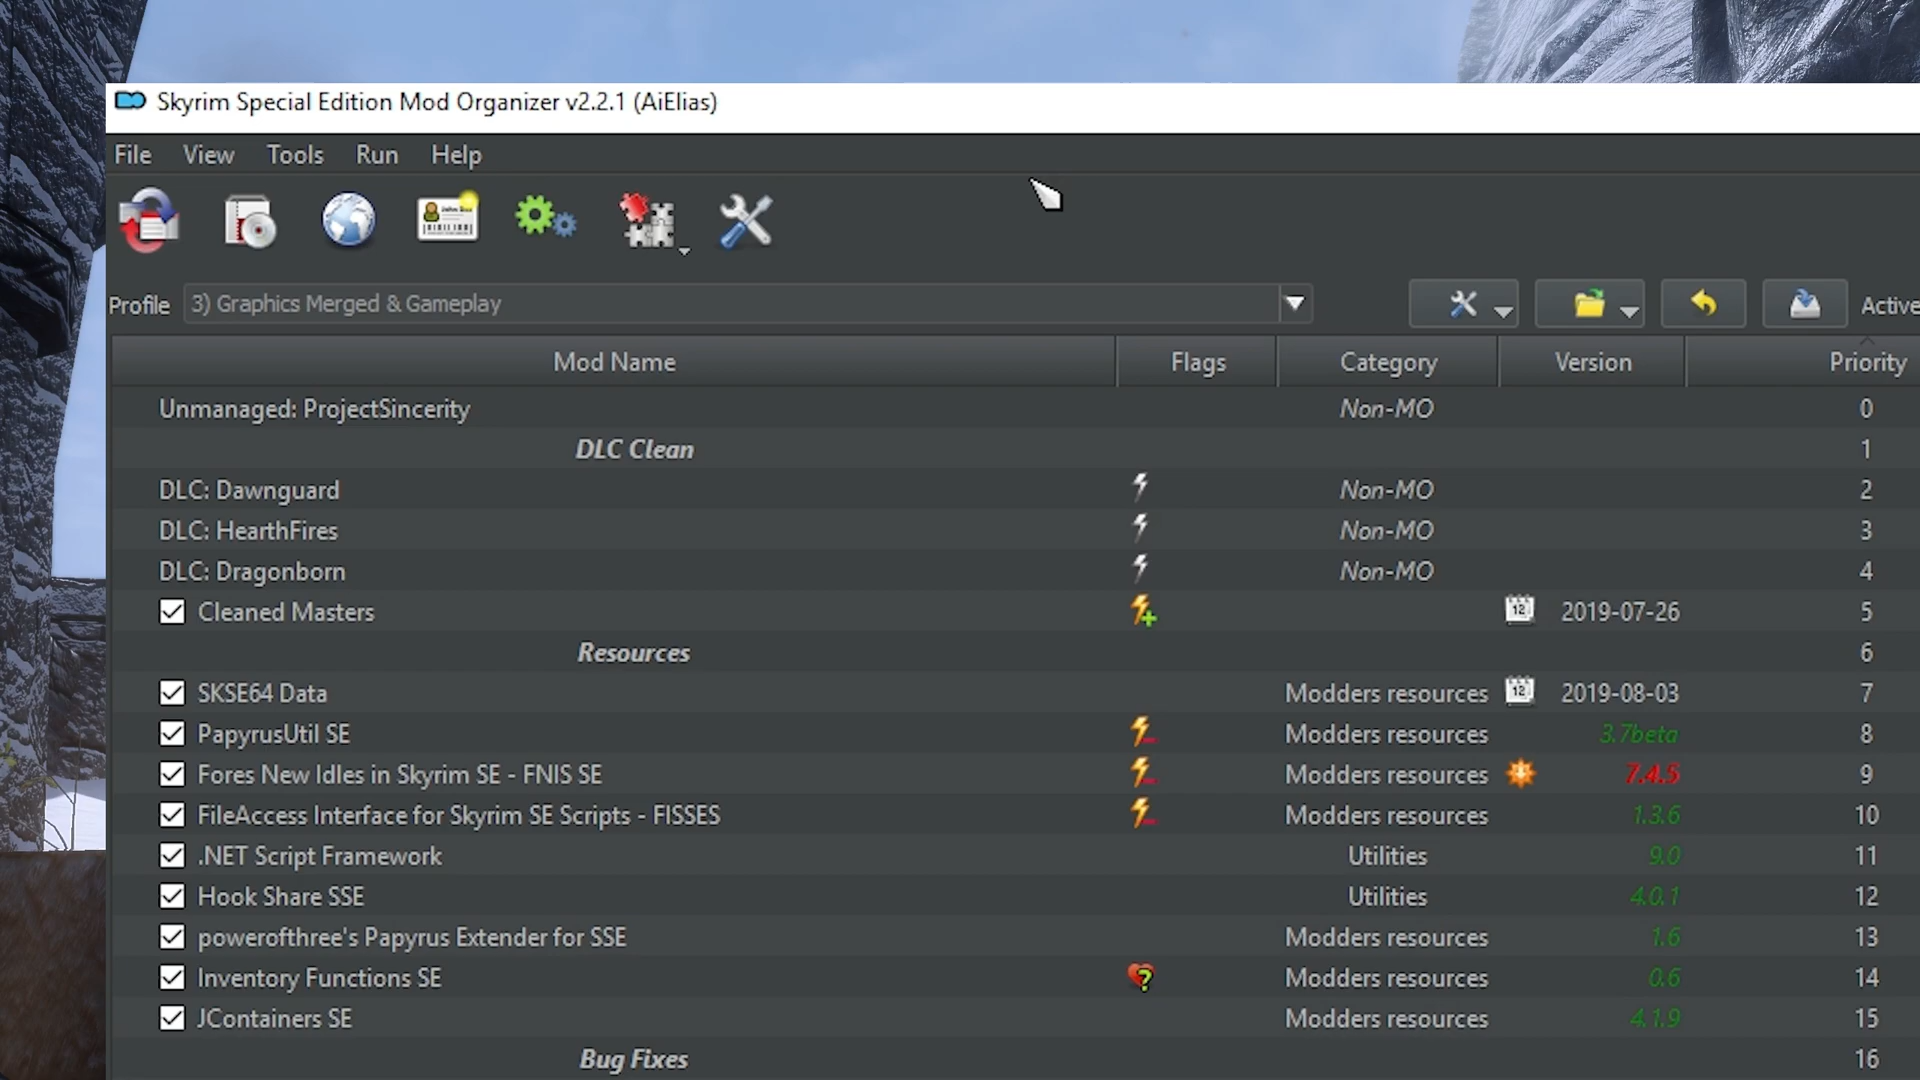 Skyrim Special Edition Mod Organizer v2.2.1 (AiElias)
File View Tools Run Help
Profile 3) Graphics Merged & Gameplay Active
Mod Name Flags Category Version Priority
Unmanaged: ProjectSincerity Non-MO 0
DLC Clean 1
DLC: Dawnguard Non-MO 2
DLC: HearthFires Non-MO 3
DLC: Dragonborn Non-MO 4
Cleaned Masters 12 2019-07-26 5
Resources 6
SKSE64 Data Modders resources 12 2019-08-03 7
PapyrusUtil SE Modders resources 3.7beta 8
Fores New Idles in Skyrim SE - FNIS SE Modders resources 7.4.5 9
FileAccess Interface for Skyrim SE Scripts - FISSES Modders resources 1.3.6 10
.NET Script Framework Utilities 9.0 11
Hook Share SSE Utilities 4.0.1 12
powerofthree's Papyrus Extender for SSE Modders resources 1.6 13
Inventory Functions SE ? Modders resources 0.6 14
JContainers SE Modders resources 4.1.9 15
Bug Fixes 16